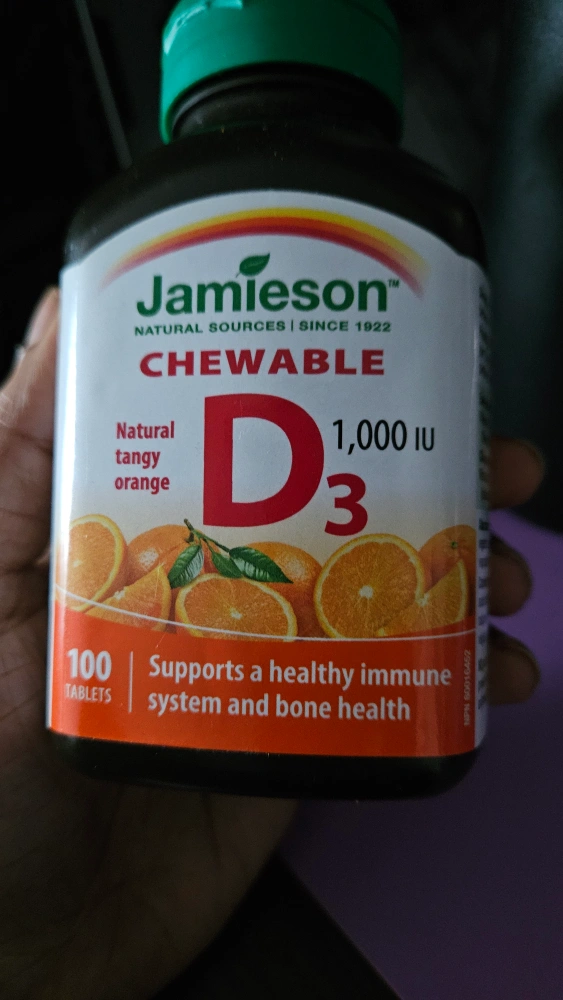 Jamieson™
NATURAL SOURCES | SINCE 1922
CHEWABLE
Natural
tangy
orange
D3
1,000 IU
100
TABLETS
Supports a healthy immune
system and bone health